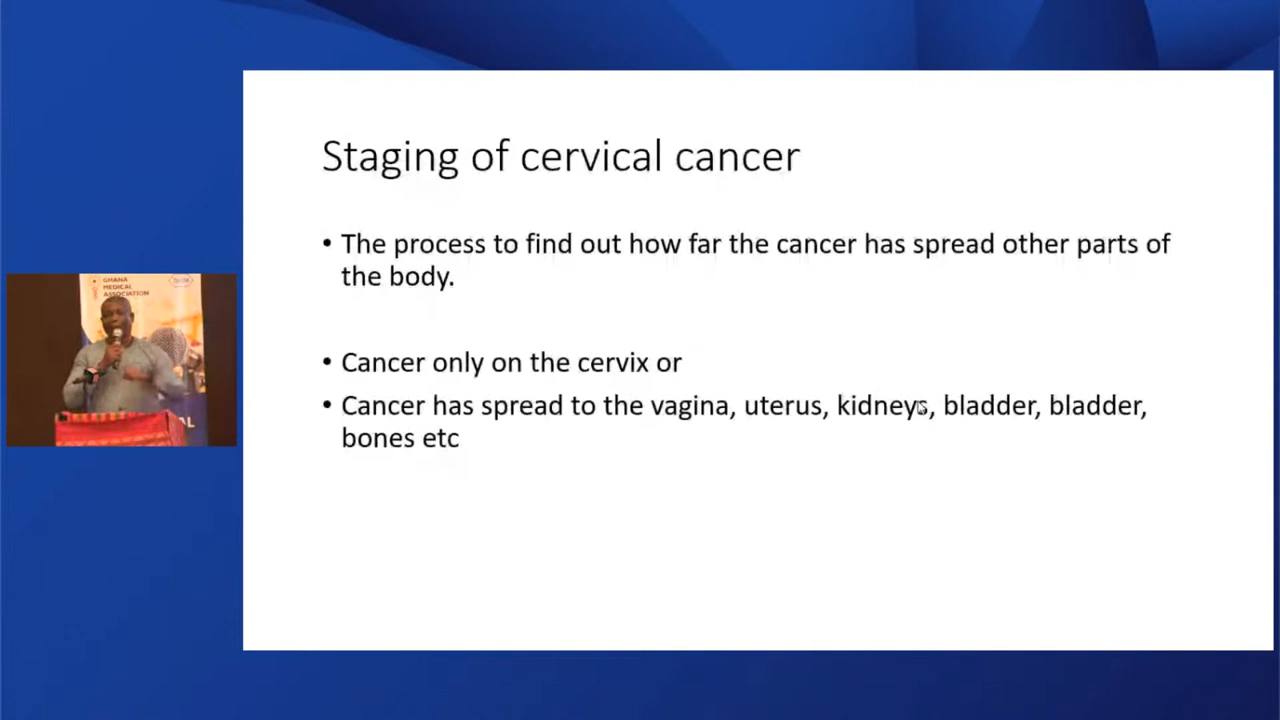 Staging of cervical cancer
• The process to find out how far the cancer has spread other parts of
the body.
• Cancer only on the cervix or
• Cancer has spread to the vagina, uterus, kidneys, bladder, bladder,
bones etc
GHANA
MEDICAL
ASSOCIATION